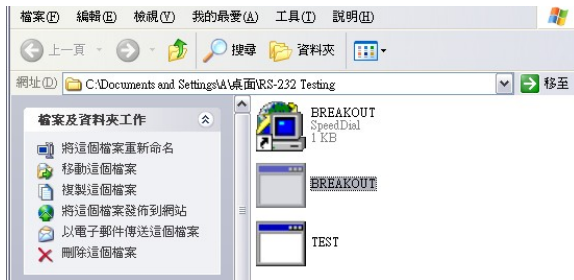 檔案(F) 編輯(E) 檢視(V) 我的最愛(A) 工具(T) 說明(H)
上一頁 搜尋 資料夾
網址(D) C:\Documents and Settings\A\桌面\RS-232 Testing 移至
檔案及資料夾工作
將這個檔案重新命名
移動這個檔案
複製這個檔案
將這個檔案發佈到網站
以電子郵件傳送這個檔案
刪除這個檔案
BREAKOUT
SpeedDial
1 KB
BREAKOUT
TEST